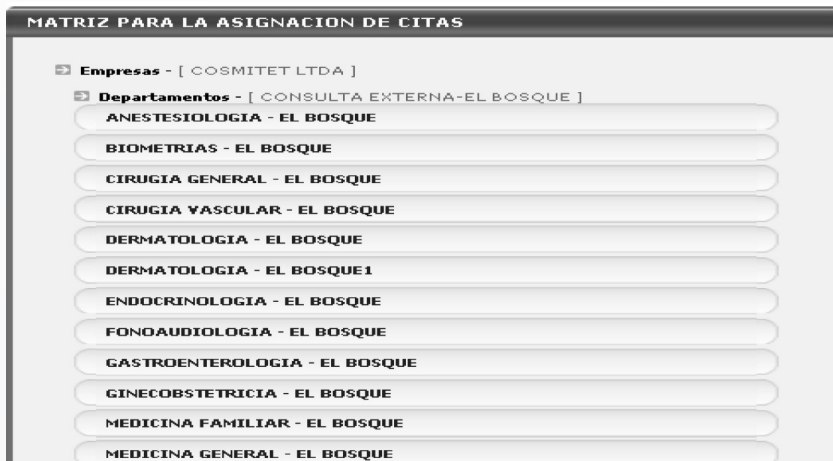 MATRIZ PARA LA ASIGNACION DE CITAS
Empresas - [ COSMITET LTDA ]
Departamentos - [ CONSULTA EXTERNA-EL BOSQUE ]
ANESTESIOLOGIA - EL BOSQUE
BIOMETRIAS - EL BOSQUE
CIRUGIA GENERAL - EL BOSQUE
CIRUGIA VASCULAR - EL BOSQUE
DERMATOLOGIA - EL BOSQUE
DERMATOLOGIA - EL BOSQUE1
ENDOCRINOLOGIA - EL BOSQUE
FONOAUDIOLOGIA - EL BOSQUE
GASTROENTEROLOGIA - EL BOSQUE
GINECOBSTETRICIA - EL BOSQUE
MEDICINA FAMILIAR - EL BOSQUE
MEDICINA GENERAL - EL BOSQUE